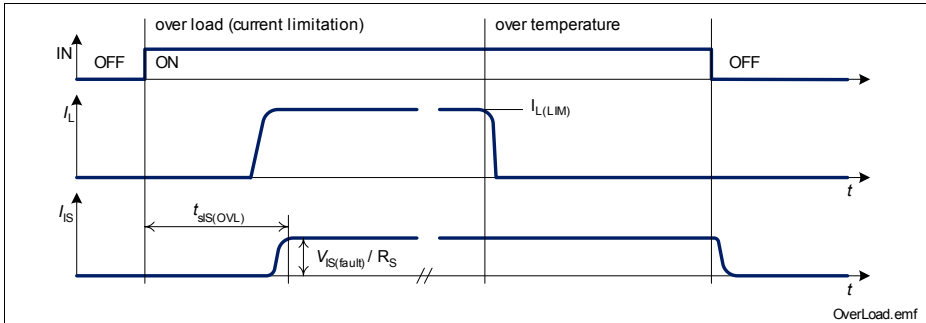 over load (current limitation)
over temperature
IN
OFF
ON
OFF
I_L
I_L(LIM)
t
I_IS
t_sIS(OVL)
V_IS(fault) / R_S
t
OverLoad.emf